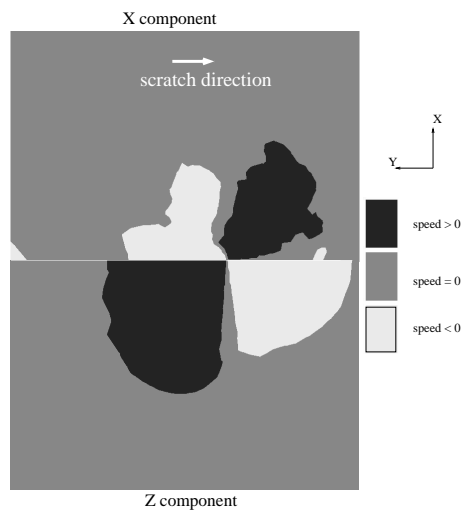 X component
scratch direction
X
Y
speed > 0
speed = 0
speed < 0
Z component